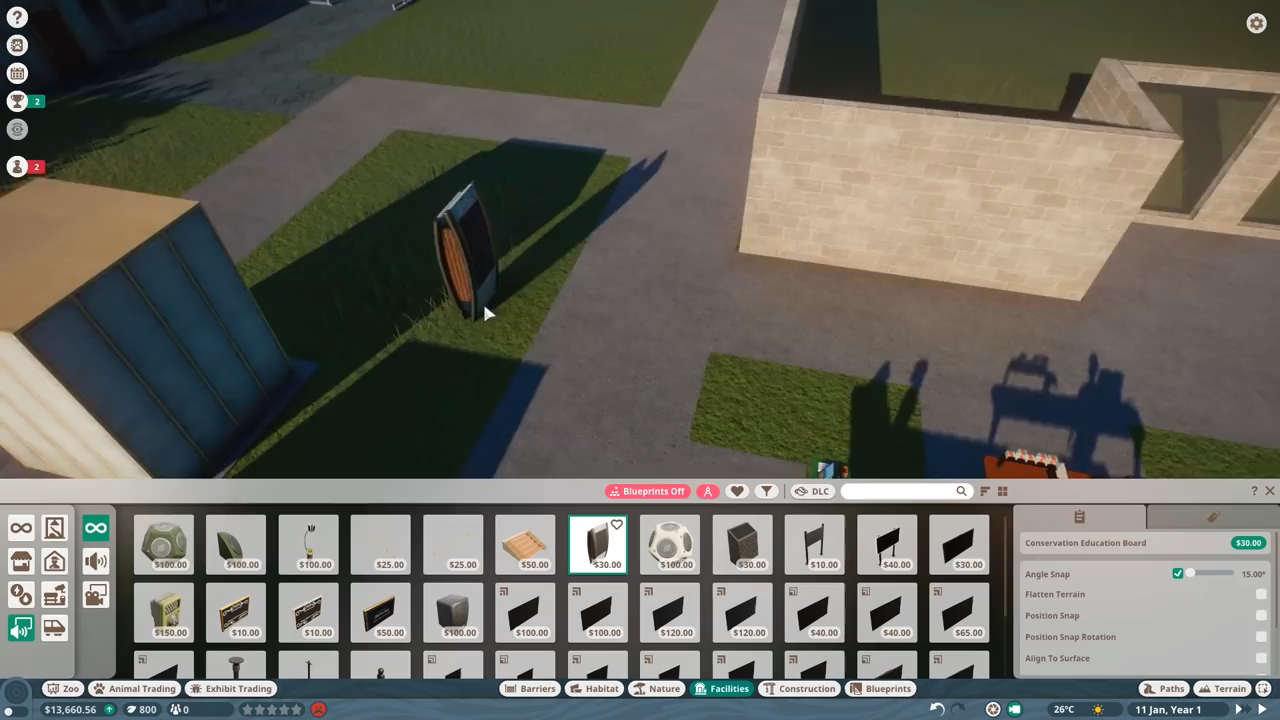 ?
2
2
Blueprints Off
DLC
?
$100.00
$100.00
$100.00
$25.00
$25.00
$50.00
$30.00
$100.00
$30.00
$10.00
$40.00
$30.00
$150.00
$10.00
$10.00
$50.00
$100.00
$100.00
$100.00
$120.00
$120.00
$40.00
$40.00
$65.00
Conservation Education Board
$30.00
Angle Snap
15.00°
Flatten Terrain
Position Snap
Position Snap Rotation
Align To Surface
Zoo
Animal Trading
Exhibit Trading
Barriers
Habitat
Nature
Facilities
Construction
Blueprints
Paths
Terrain
$13,660.56
800
0
26°C
11 Jan, Year 1